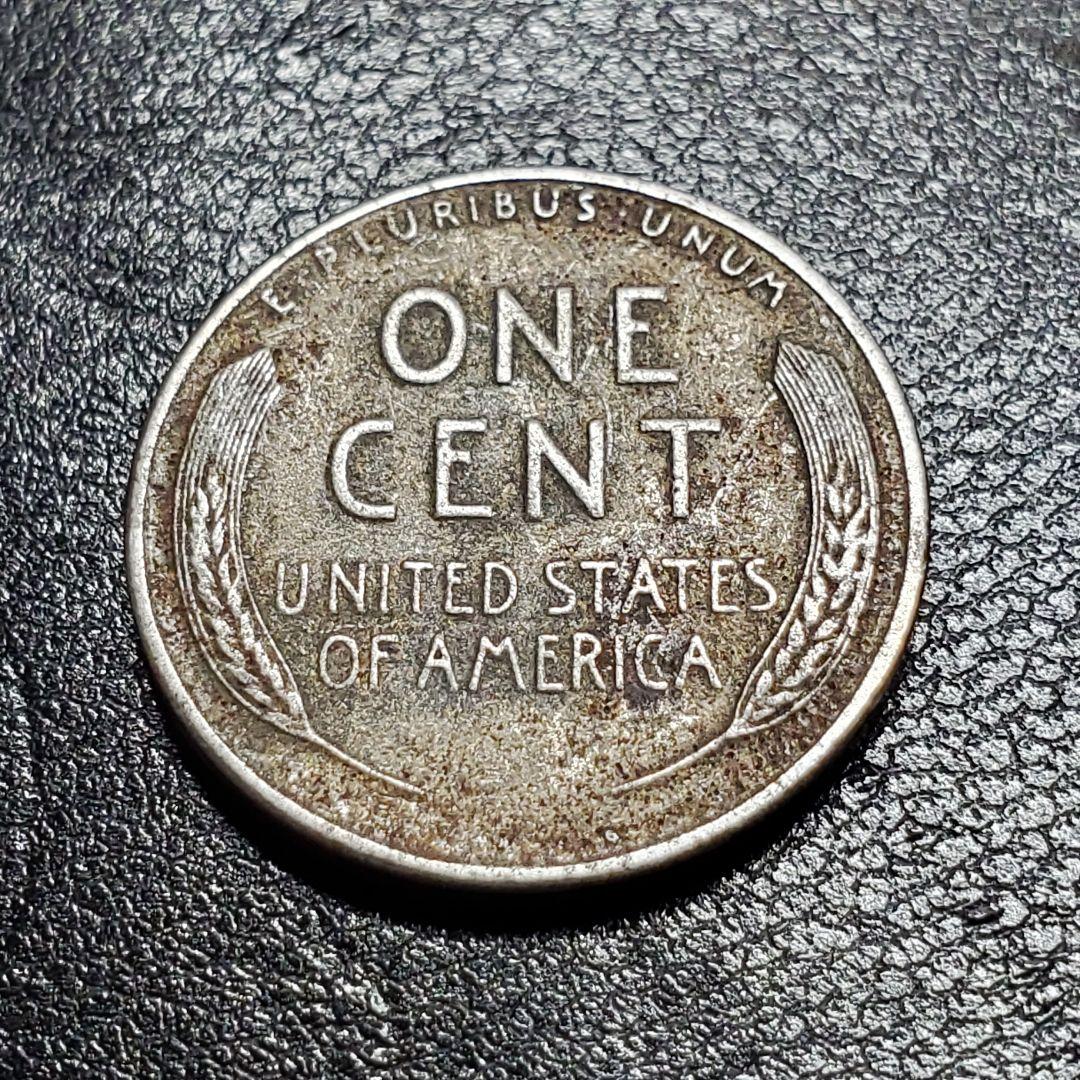 E·PLURIBUS·UNUM
ONE
CENT
UNITED STATES
OF AMERICA